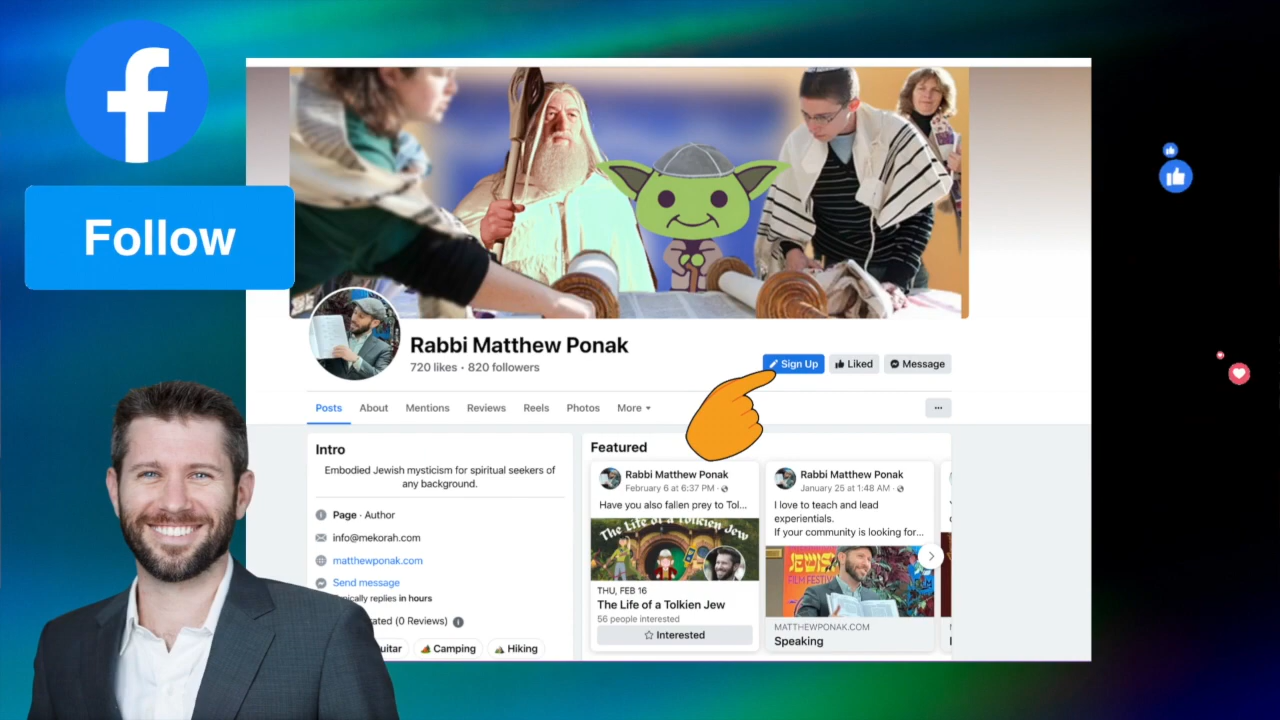 f
Follow
Rabbi Matthew Ponak
720 likes • 820 followers
Sign Up
Liked
Message
Posts
About
Mentions
Reviews
Reels
Photos
More
Intro
Embodied Jewish mysticism for spiritual seekers of
any background.
Page · Author
info@mekorah.com
matthewponak.com
Send message
in hours
(0 Reviews)
Camping
Hiking
Featured
Rabbi Matthew Ponak
February 6 at 6:37 PM ·
Have you also fallen prey to Tol...
The Life of a Tolkien Jew
THU, FEB 16
The Life of a Tolkien Jew
56 people interested
Interested
Rabbi Matthew Ponak
January 25 at 1:48 AM ·
I love to teach and lead
experientials.
If your community is looking for...
JEWISH
FILM FESTIV
MATTHEWPONAK.COM
Speaking